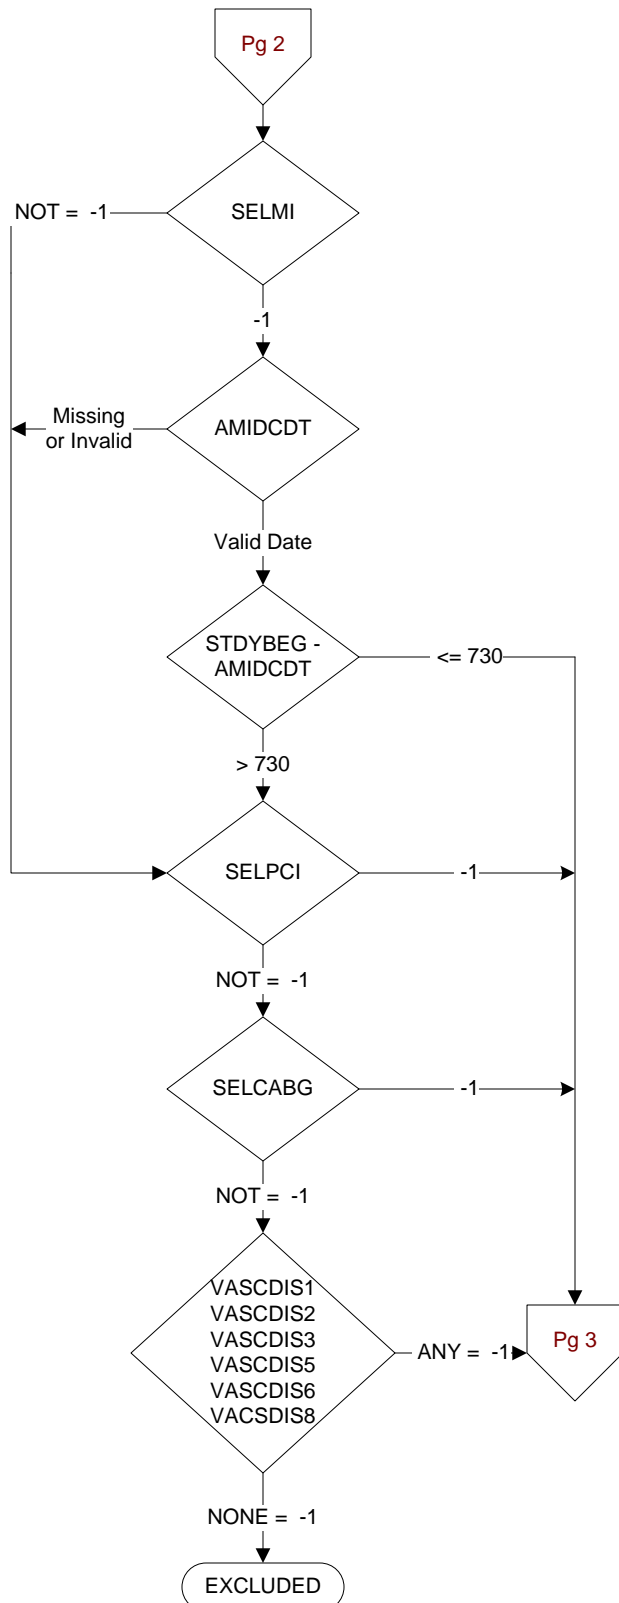 Pg 2
SELMI
NOT = -1
-1
AMIDCDT
Missing
or Invalid
Valid Date
STDYBEG -
AMIDCDT
<= 730
> 730
SELPCI
-1
NOT = -1
SELCABG
-1
NOT = -1
VASCDIS1
VASCDIS2
VASCDIS3
VASCDIS5
VASCDIS6
VACSDIS8
ANY = -1
Pg 3
NONE = -1
EXCLUDED